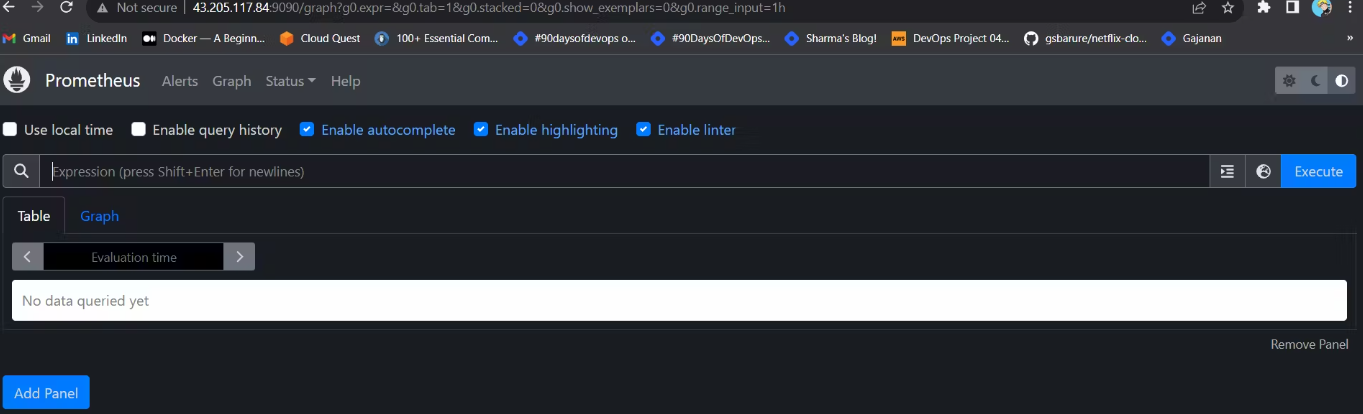 Not secure | 43.205.117.84:9090/graph?g0.expr=&g0.tab=1&g0.stacked=0&g0.show_exemplars=0&g0.range_input=1h
Gmail LinkedIn Docker — A Beginn... Cloud Quest 100+ Essential Com... #90daysofdevops o... #90DaysOfDevOps... Sharma's Blog! AWS DevOps Project 04... gsbarure/netflix-clo... Gajanan »
Prometheus Alerts Graph Status Help
Use local time Enable query history Enable autocomplete Enable highlighting Enable linter
Expression (press Shift+Enter for newlines) Execute
Table Graph
Evaluation time
No data queried yet
Remove Panel
Add Panel